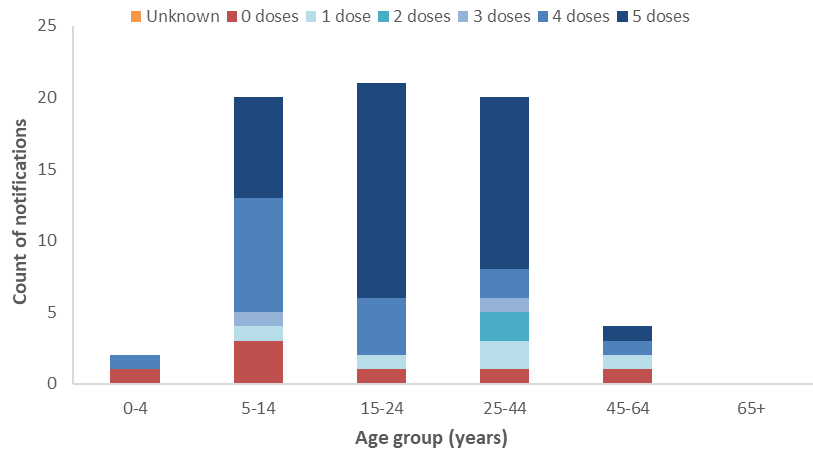 Unknown 0 doses 1 dose 2 doses 3 doses 4 doses 5 doses
25
20
15
10
5
0
Count of notifications
0-4 5-14 15-24 25-44 45-64 65+
Age group (years)